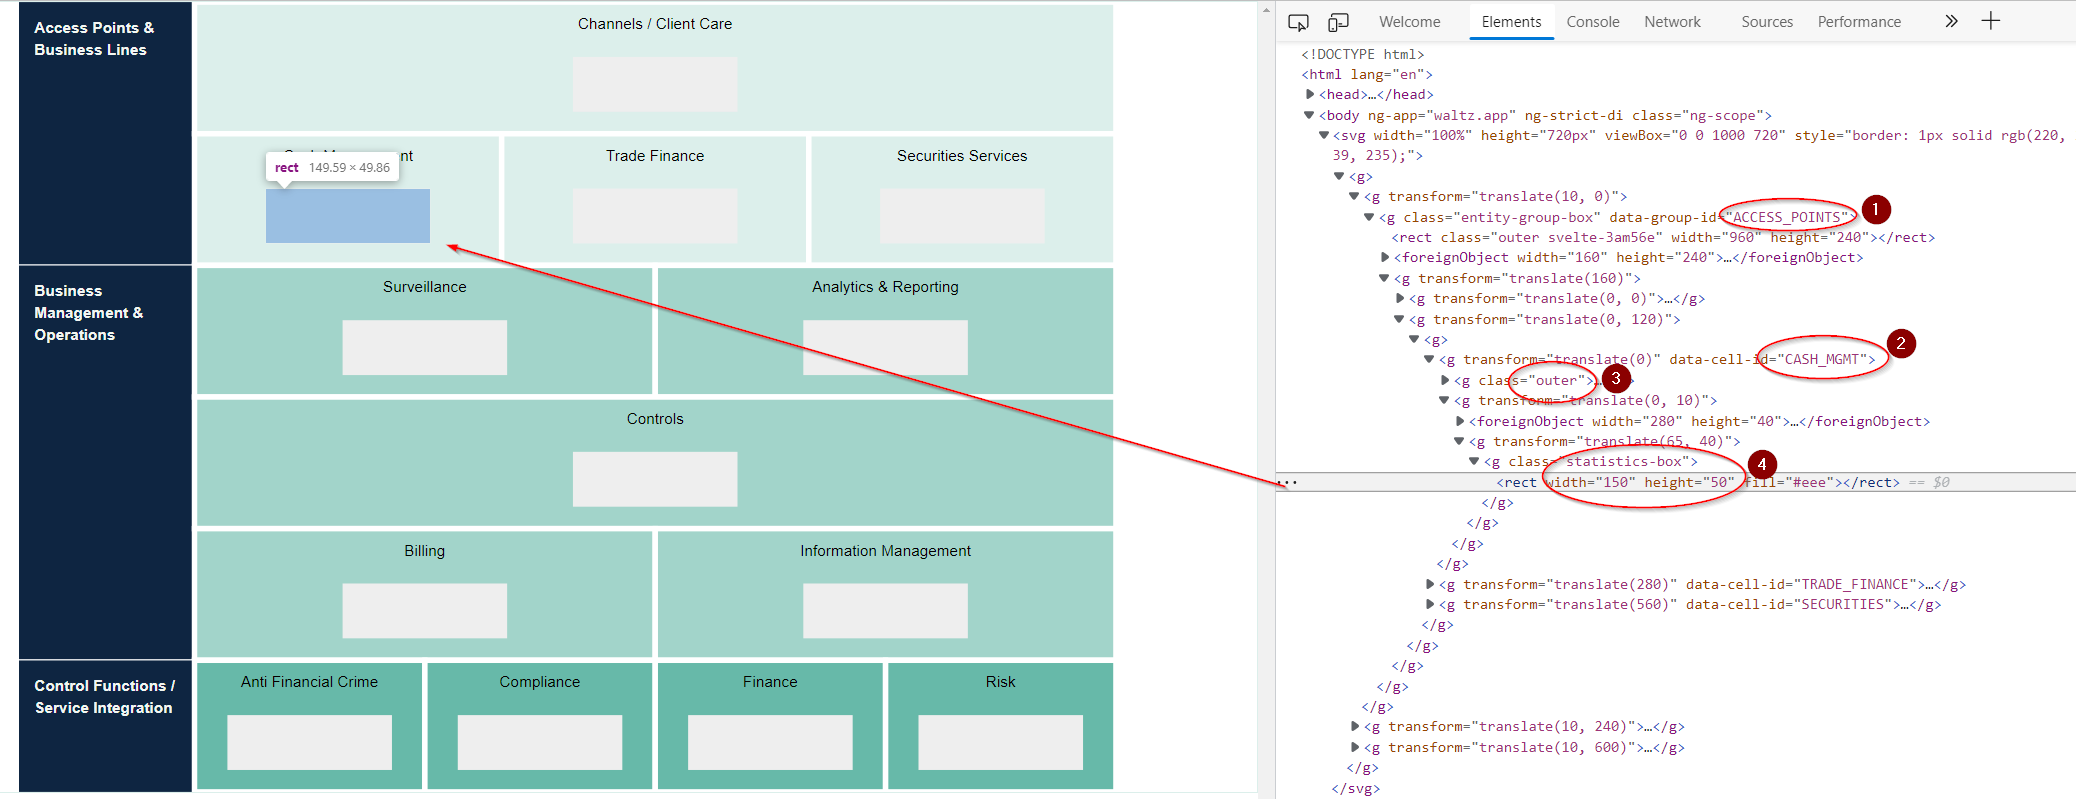 Access Points &
Business Lines
Channels / Client Care
nt
rect 149.59 × 49.86
Trade Finance
Securities Services
Business
Management &
Operations
Surveillance
Analytics & Reporting
Controls
Billing
Information Management
Control Functions /
Service Integration
Anti Financial Crime
Compliance
Finance
Risk
Welcome
Elements
Console
Network
Sources
Performance
<!DOCTYPE html>
<html lang="en">
<head>…</head>
<body ng-app="waltz.app" ng-strict-di class="ng-scope">
<svg width="100%" height="720px" viewBox="0 0 1000 720" style="border: 1px solid rgb(220,
39, 235);">
<g>
<g transform="translate(10, 0)">
<g class="entity-group-box" data-group-id="ACCESS_POINTS">
1
<rect class="outer svelte-3am56e" width="960" height="240"></rect>
<foreignObject width="160" height="240">…</foreignObject>
<g transform="translate(160)">
<g transform="translate(0, 0)">…</g>
<g transform="translate(0, 120)">
<g>
2
<g transform="translate(0)" data-cell-id="CASH_MGMT">
<g class="outer">…
3
<g transform="translate(0, 10)">
<foreignObject width="280" height="40">…</foreignObject>
<g transform="translate(65, 40)">
<g class="statistics-box">
4
<rect width="150" height="50" fill="#eee"></rect> == $0
</g>
</g>
</g>
</g>
<g transform="translate(280)" data-cell-id="TRADE_FINANCE">…</g>
<g transform="translate(560)" data-cell-id="SECURITIES">…</g>
</g>
</g>
</g>
</g>
</g>
<g transform="translate(10, 240)">…</g>
<g transform="translate(10, 600)">…</g>
</g>
</svg>